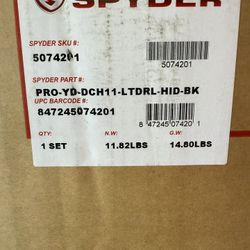 SPYDER
SPYDER SKU #:
5074201
5074201
SPYDER PART#:
PRO-YD-DCH11-LTDRL-HID-BK
UPC BARCODE #:
847245074201
8 47245 07420 1
QTY: N.W: G.W:
1 SET 11.82LBS 14.80LBS